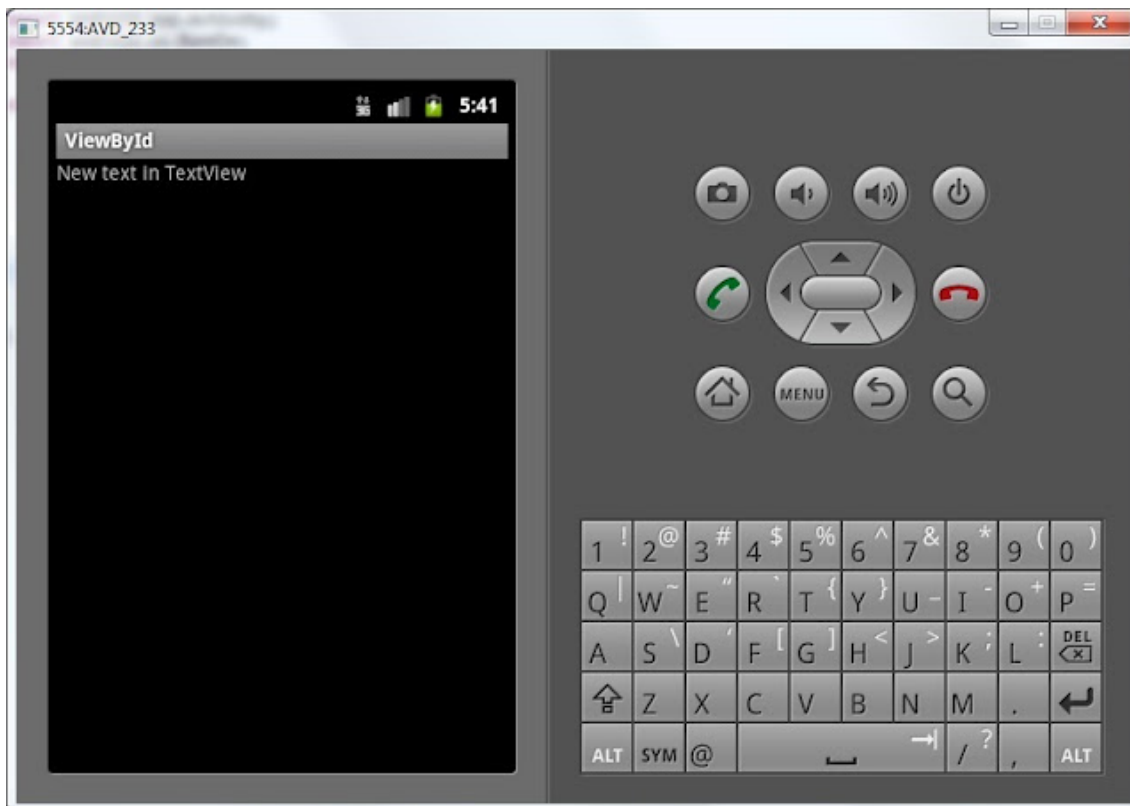 5554:AVD_233
3G 5:41
ViewById
New text in TextView
MENU
1 ! 2 @ 3 # 4 $ 5 % 6 ^ 7 & 8 * 9 ( 0 )
Q | W ~ E " R ` T { Y } U _ I - O + P =
A S \ D ' F [ G ] H < J > K ; L : DEL
Z X C V B N M .
ALT SYM @ / ? , ALT